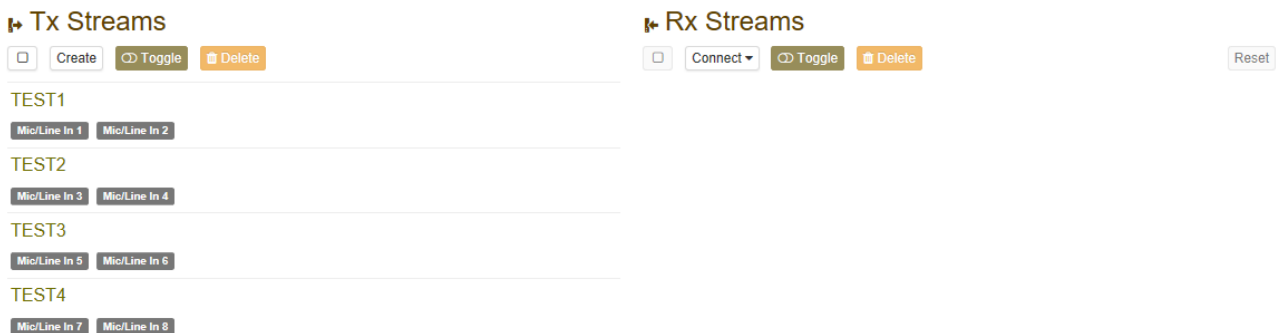 Tx Streams
Create Toggle Delete
TEST1
Mic/Line In 1 Mic/Line In 2
TEST2
Mic/Line In 3 Mic/Line In 4
TEST3
Mic/Line In 5 Mic/Line In 6
TEST4
Mic/Line In 7 Mic/Line In 8
Rx Streams
Connect Toggle Delete Reset